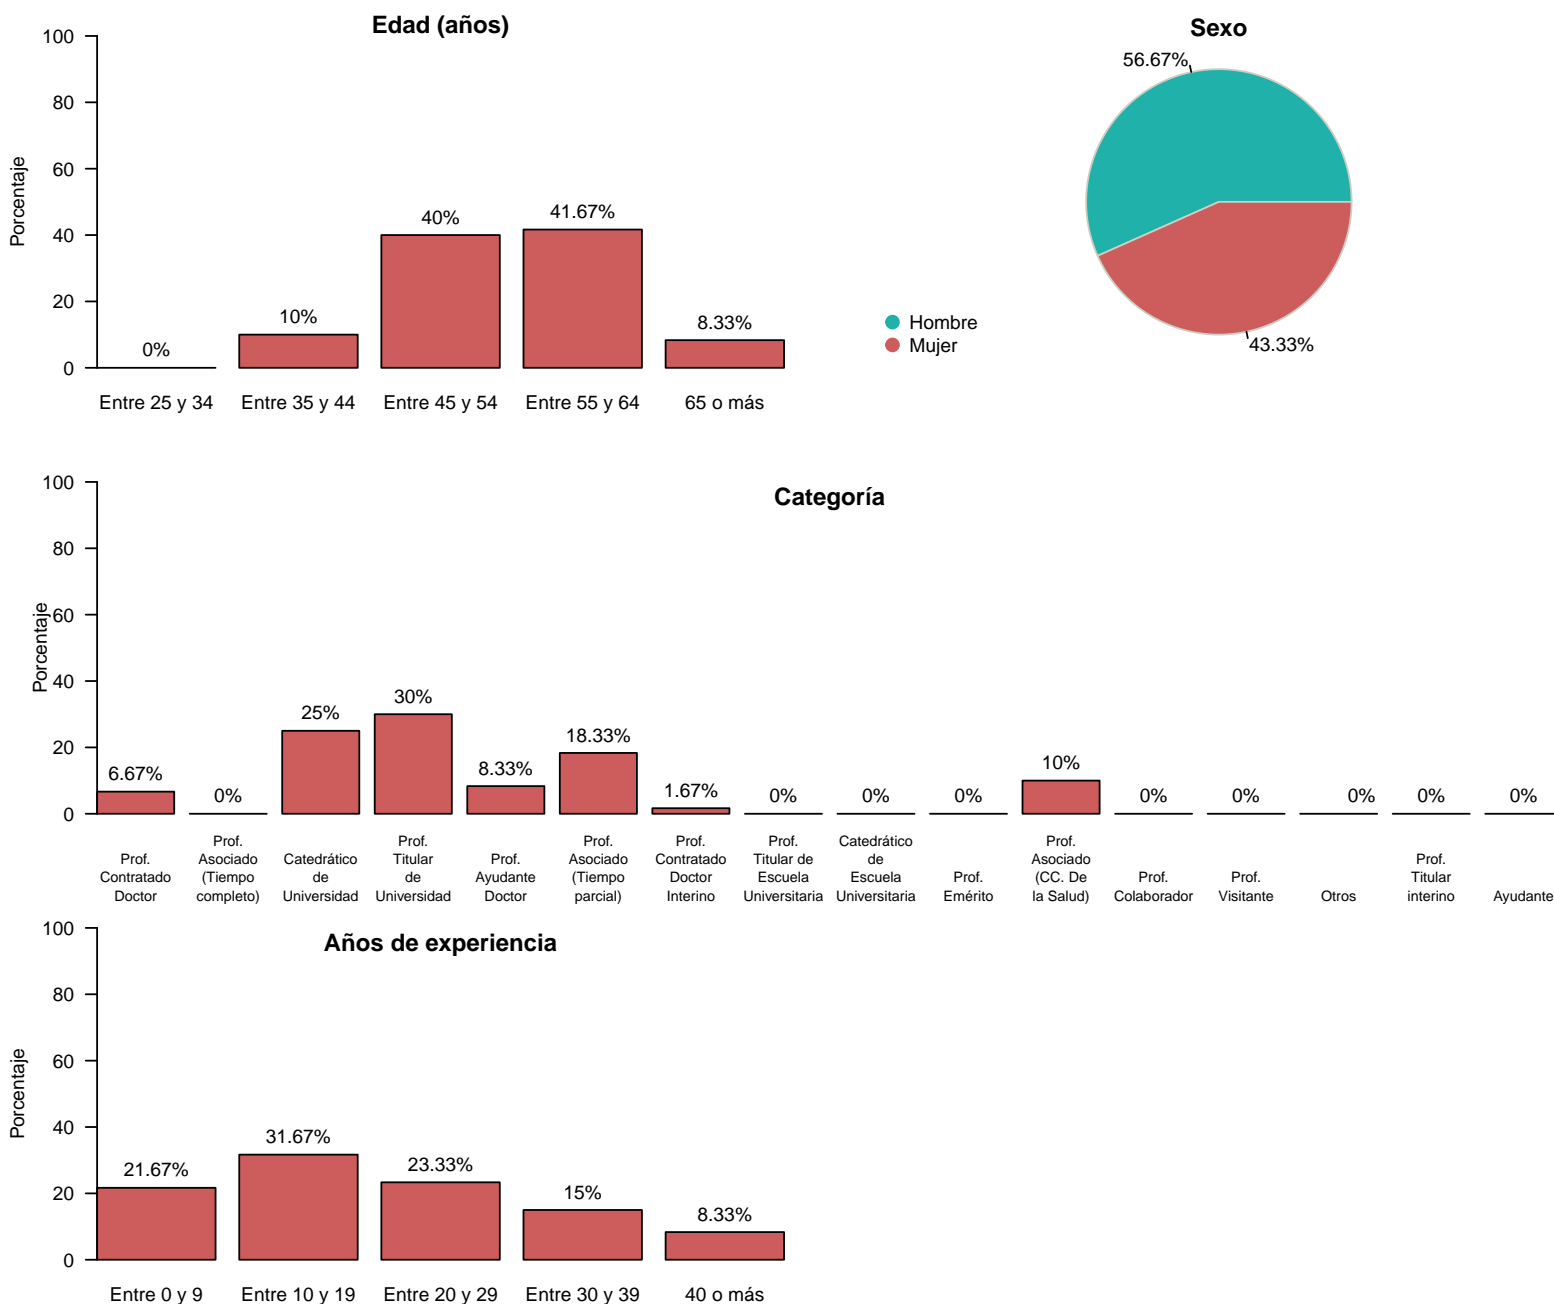 Edad (años)
100
80
60
40
20
0
Porcentaje
0%
10%
40%
41.67%
8.33%
Entre 25 y 34
Entre 35 y 44
Entre 45 y 54
Entre 55 y 64
65 o más
Sexo
56.67%
43.33%
Hombre
Mujer
Categoría
100
80
60
40
20
0
Porcentaje
6.67%
0%
25%
30%
8.33%
18.33%
1.67%
0%
0%
0%
10%
0%
0%
0%
0%
0%
Prof.
Contratado
Doctor
Prof.
Asociado
(Tiempo
completo)
Catedrático
de
Universidad
Prof.
Titular
de
Universidad
Prof.
Ayudante
Doctor
Prof.
Asociado
(Tiempo
parcial)
Prof.
Contratado
Doctor
Interino
Prof.
Titular de
Escuela
Universitaria
Catedrático
de
Escuela
Universitaria
Prof.
Emérito
Prof.
Asociado
(CC. De
la Salud)
Prof.
Colaborador
Prof.
Visitante
Otros
Prof.
Titular
interino
Ayudante
Años de experiencia
100
80
60
40
20
0
Porcentaje
21.67%
31.67%
23.33%
15%
8.33%
Entre 0 y 9
Entre 10 y 19
Entre 20 y 29
Entre 30 y 39
40 o más